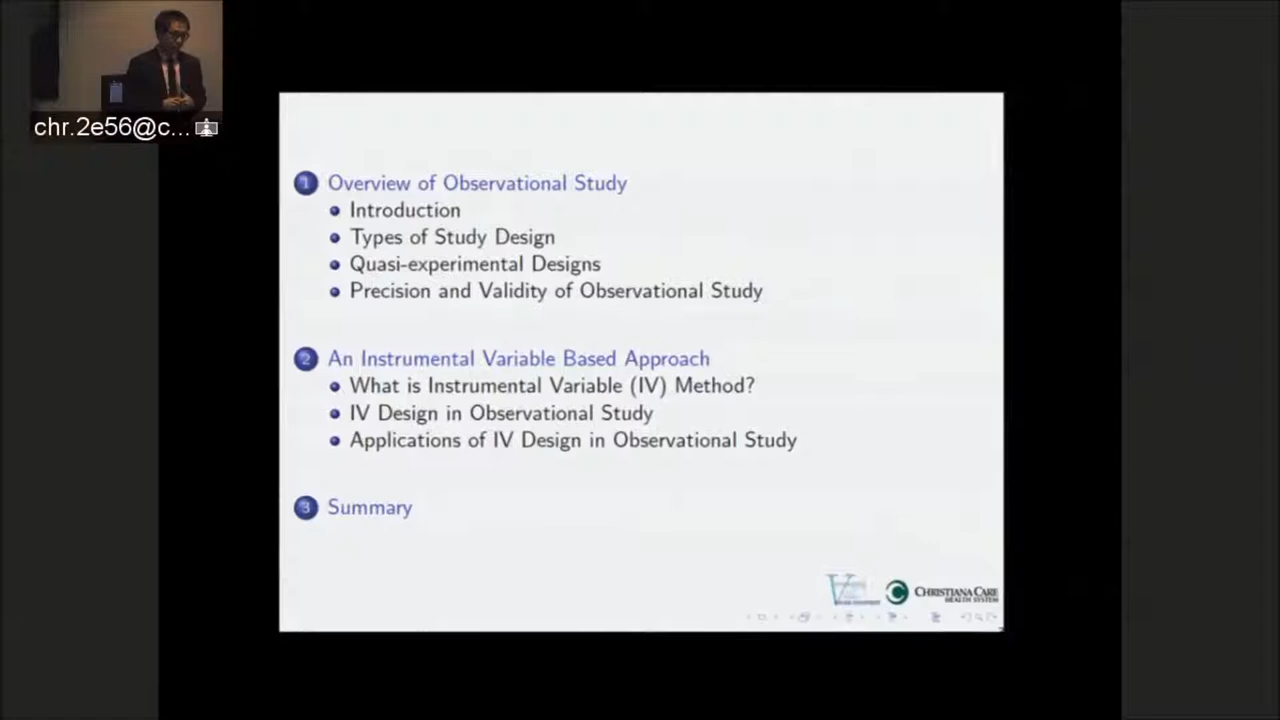 chr.2e56@c...
1 Overview of Observational Study
Introduction
Types of Study Design
Quasi-experimental Designs
Precision and Validity of Observational Study
2 An Instrumental Variable Based Approach
What is Instrumental Variable (IV) Method?
IV Design in Observational Study
Applications of IV Design in Observational Study
3 Summary
CHRISTIANA CARE
HEALTH SYSTEM